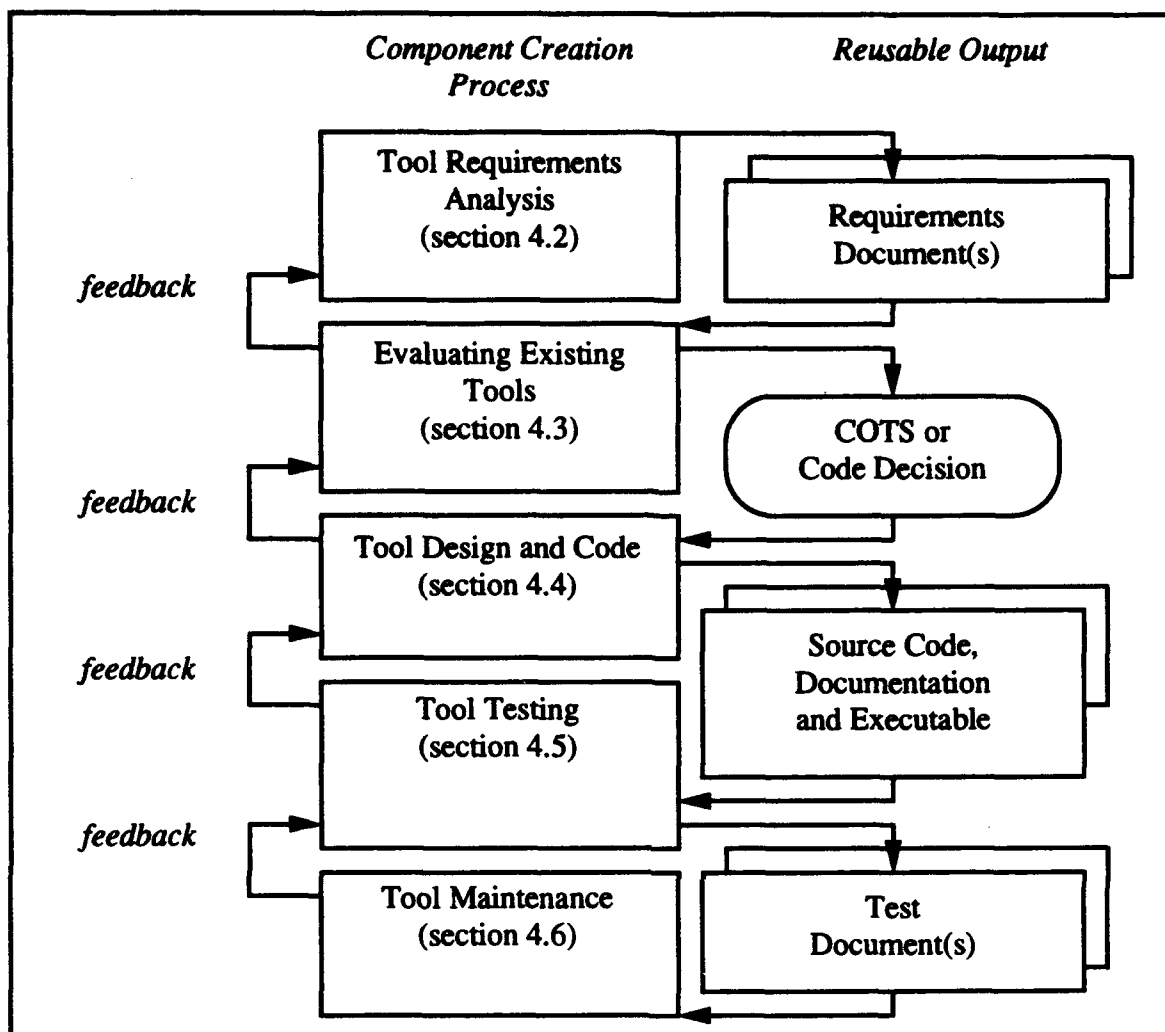 Component Creation
Process
Reusable Output
Tool Requirements
Analysis
(section 4.2)
Requirements
Document(s)
feedback
Evaluating Existing
Tools
(section 4.3)
COTS or
Code Decision
feedback
Tool Design and Code
(section 4.4)
Source Code,
Documentation
and Executable
feedback
Tool Testing
(section 4.5)
feedback
Tool Maintenance
(section 4.6)
Test
Document(s)